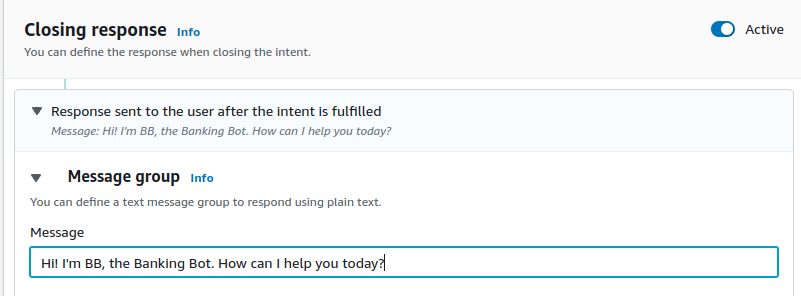 Closing response Info
Active
You can define the response when closing the intent.
Response sent to the user after the intent is fulfilled
Message: Hi! I'm BB, the Banking Bot. How can I help you today?
Message group Info
You can define a text message group to respond using plain text.
Message
Hi! I'm BB, the Banking Bot. How can I help you today?